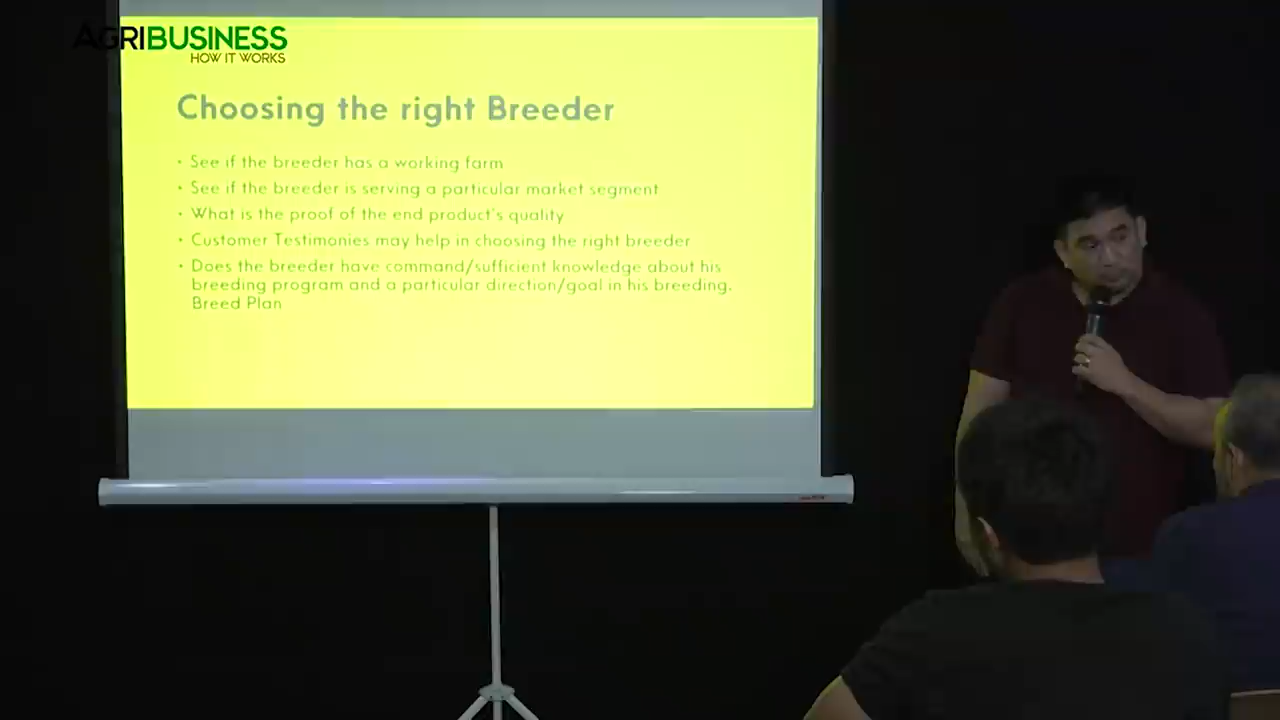 AGRIBUSINESS
HOW IT WORKS
Choosing the right Breeder
• See if the breeder has a working farm
• See if the breeder is serving a particular market segment
• What is the proof of the end product's quality
• Customer Testimonies may help in choosing the right breeder
• Does the breeder have command/sufficient knowledge about his
breeding program and a particular direction/goal in his breeding.
Breed Plan